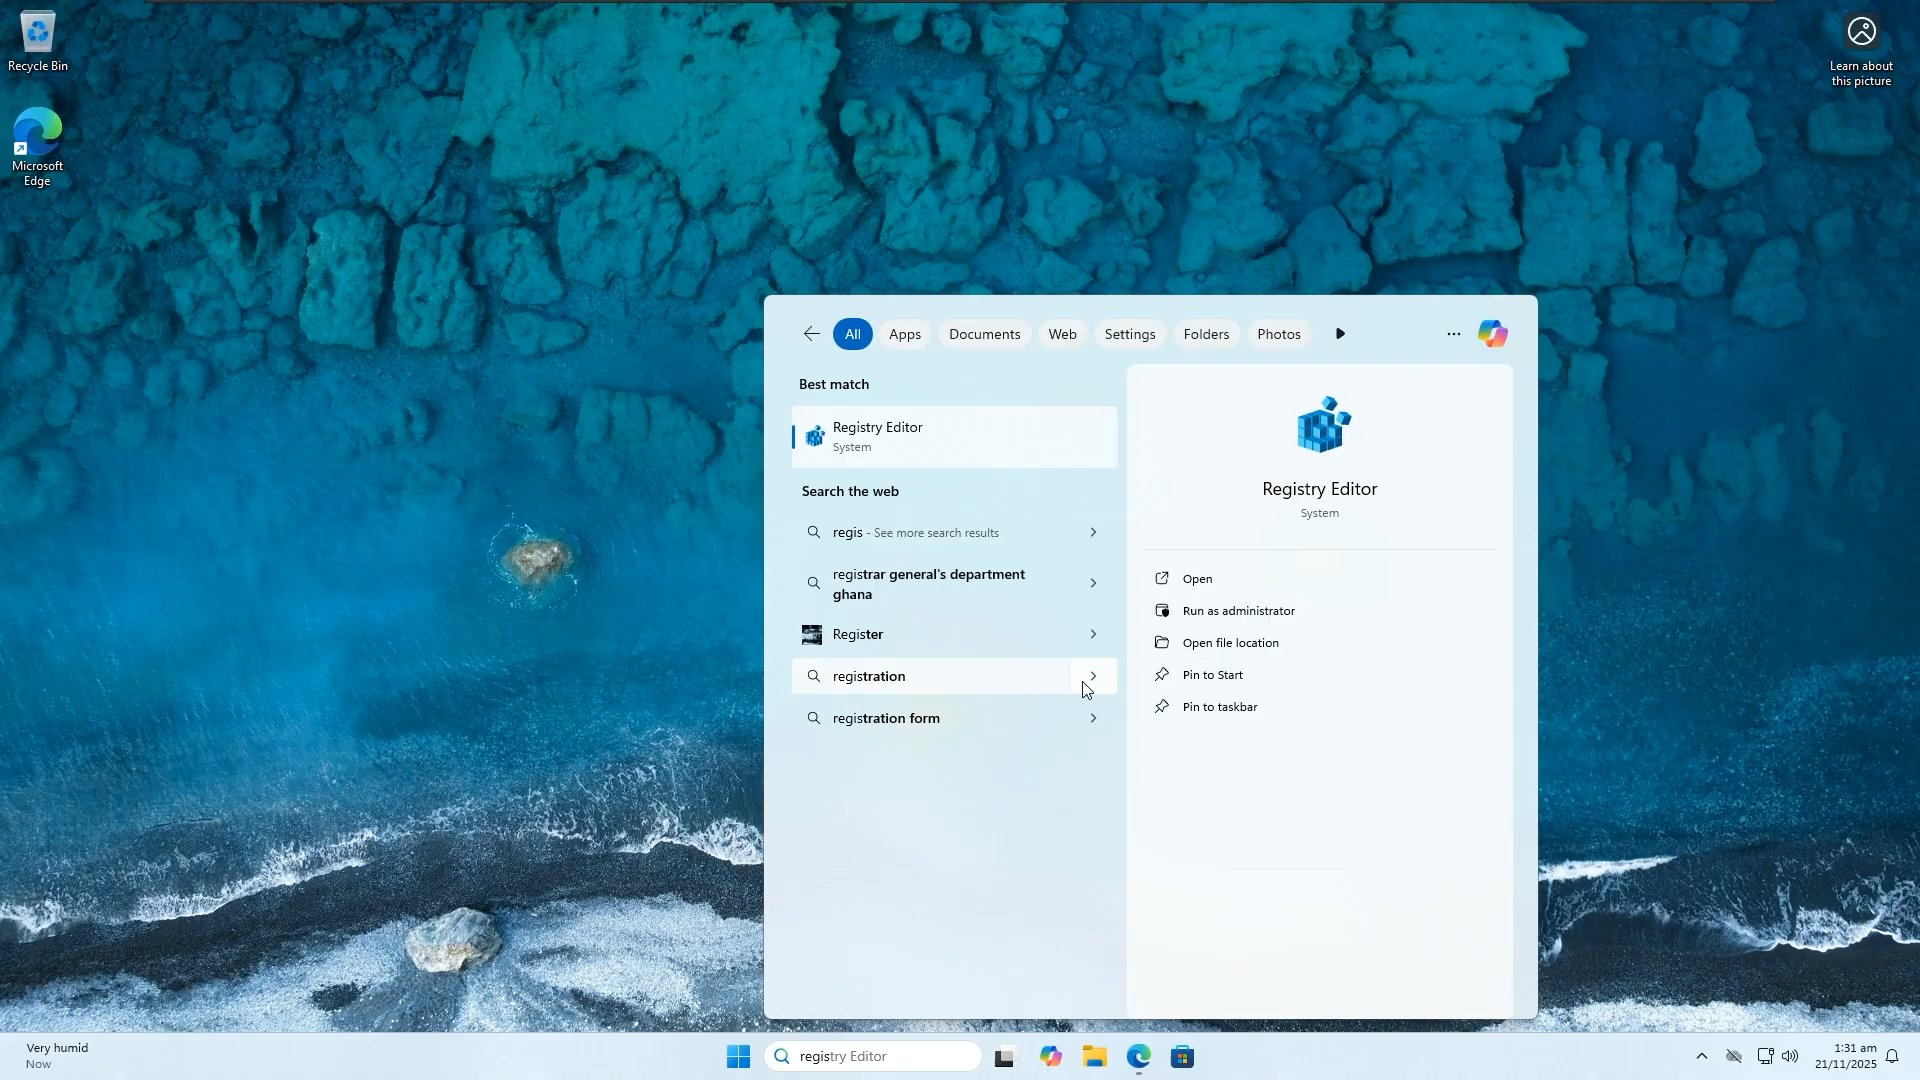 Recycle Bin
Microsoft
Edge
Learn about
this picture
All
Apps
Documents
Web
Settings
Folders
Photos
Best match
Registry Editor
System
Search the web
regis - See more search results
registrar general's department
ghana
Register
registration
registration form
Registry Editor
System
Open
Run as administrator
Open file location
Pin to Start
Pin to taskbar
Very humid
Now
registry Editor
1:31 am
21/11/2025